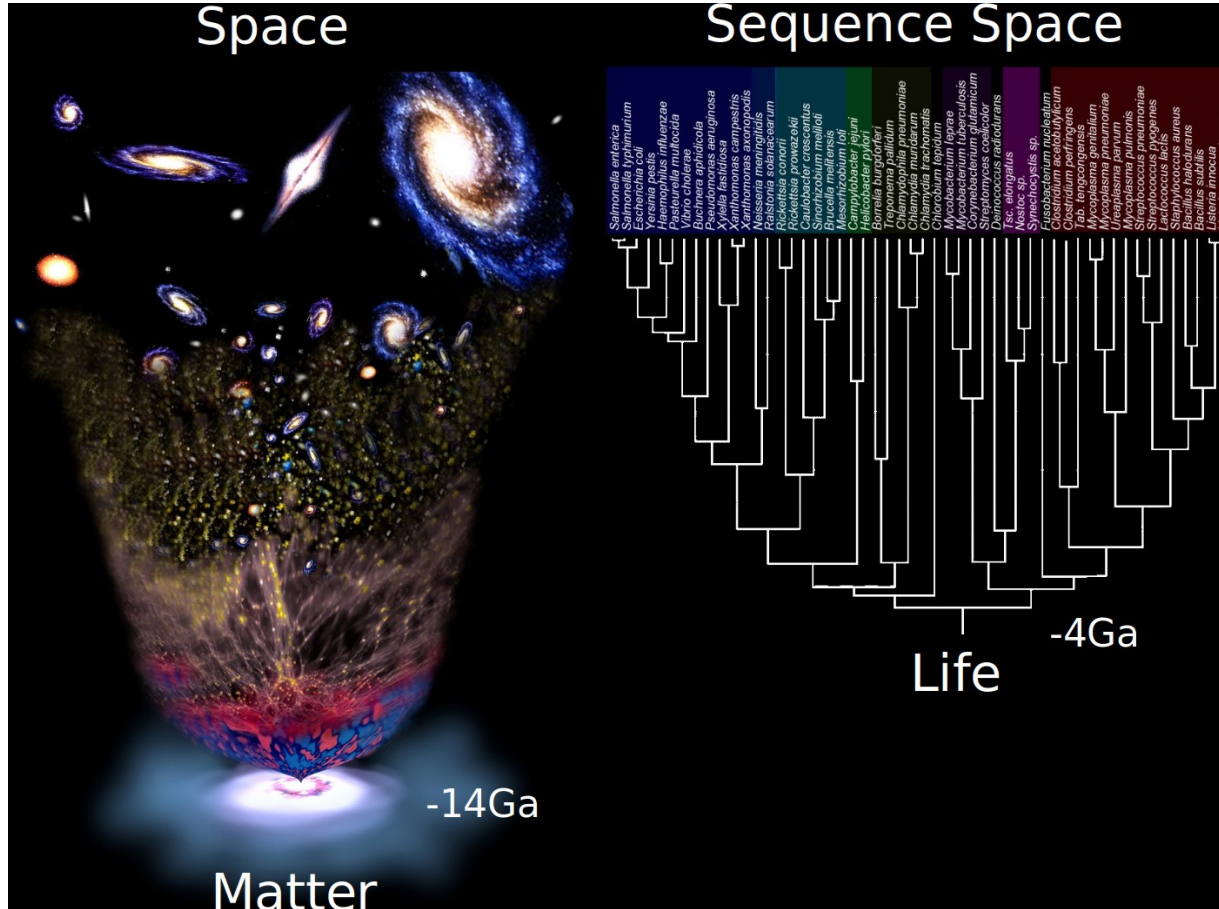 Space
Sequence Space
Salmonella enterica
Salmonella typhimurium
Escherichia coli
Yersinia pestis
Haemophilus influenzae
Pasteurella multocida
Vibrio cholerae
Buchnera aphidicola
Pseudomonas aeruginosa
Xylella fastidiosa
Xanthomonas campestris
Xanthomonas axonopodis
Neisseria meningitidis
Ralstonia solanacearum
Rickettsia conorii
Rickettsia prowazekii
Caulobacter crescentus
Sinorhizobium meliloti
Brucella melitensis
Mesorhizobium loti
Campylobacter jejuni
Helicobacter pylori
Borrelia burgdorferi
Treponema pallidum
Chlamydophila pneumoniae
Chlamydia muridarum
Chlamydia trachomatis
Chlorobium tepidum
Mycobacterium leprae
Mycobacterium tuberculosis
Corynebacterium glutamicum
Streptomyces coelicolor
Deinococcus radiodurans
Tsc. elongatus
Nostoc sp.
Synechocystis sp.
Fusobacterium nucleatum
Clostridium acetobutylicum
Clostridium perfringens
Tab. tengcongensis
Mycoplasma genitalium
Mycoplasma pneumoniae
Ureaplasma parvum
Mycoplasma pulmonis
Streptococcus pneumoniae
Streptococcus pyogenes
Lactococcus lactis
Staphylococcus aureus
Bacillus halodurans
Bacillus subtilis
Listeria innocua
-4Ga
Life
-14Ga
Matter